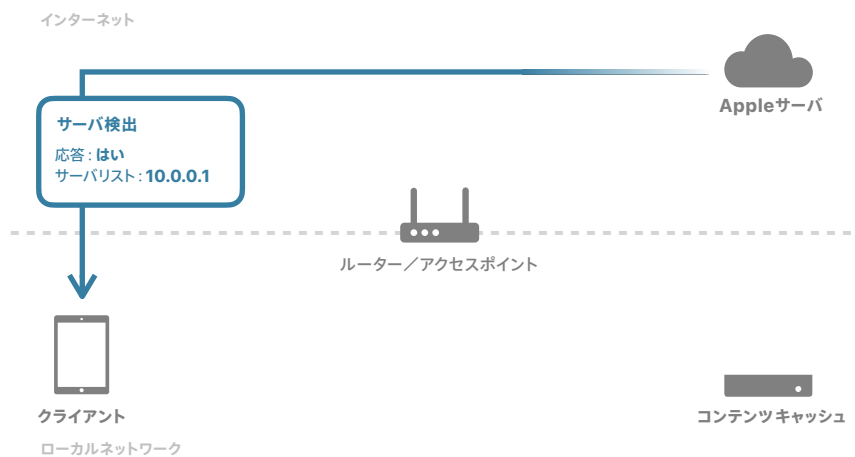 インターネット
Appleサーバ
サーバ検出
応答：はい
サーバリスト：10.0.0.1
ルーター／アクセスポイント
クライアント
コンテンツキャッシュ
ローカルネットワーク